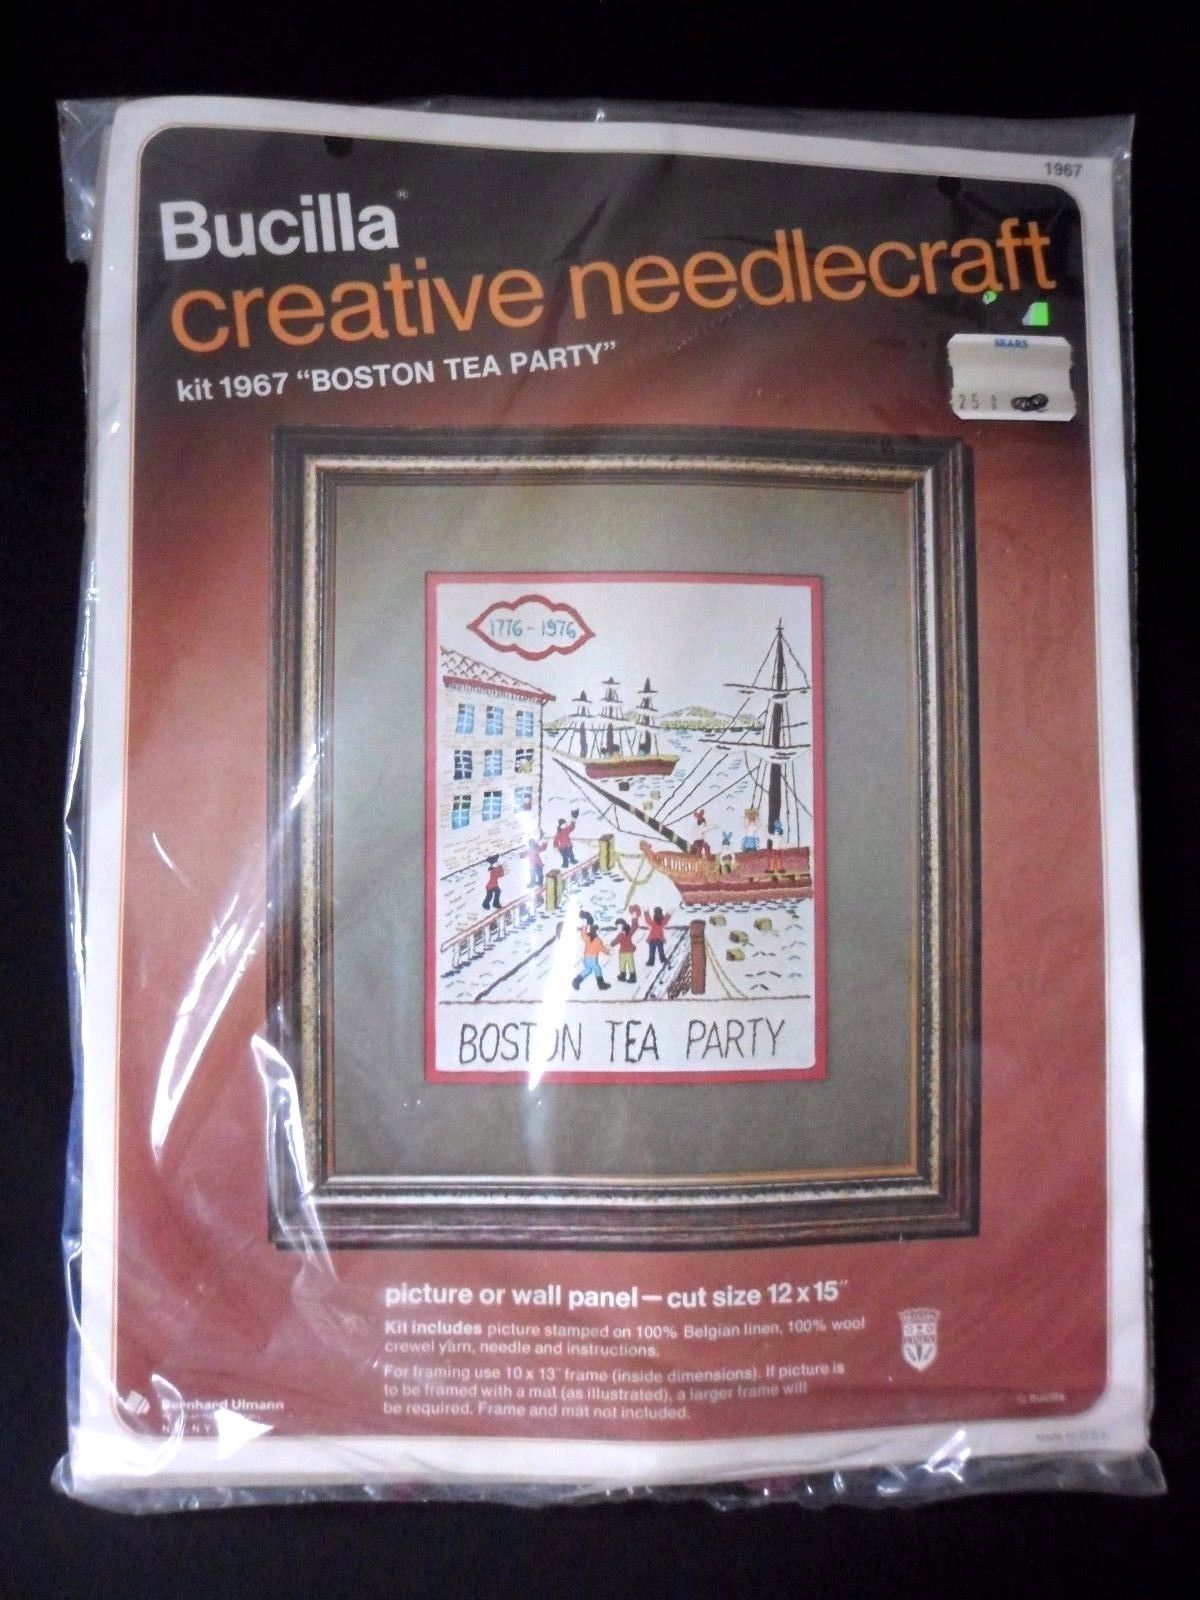 1967
Bucilla®
creative needlecraft
kit 1967 “BOSTON TEA PARTY”
SEARS
25
1776 - 1976
BOSTON TEA PARTY
picture or wall panel — cut size 12 x 15"
Kit includes picture stamped on 100% Belgian linen, 100% wool
crewel yarn, needle and instructions.
For framing use 10 x 13" frame (inside dimensions). If picture is
to be framed with a mat (as illustrated), a larger frame will
be required. Frame and mat not included.
Bernhard Ulmann
© Bucilla
Made in U.S.A.